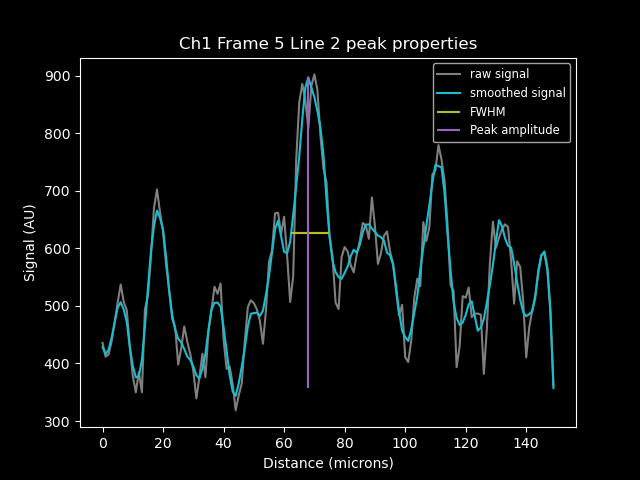 Ch1 Frame 5 Line 2 peak properties
raw signal
smoothed signal
FWHM
Peak amplitude
900
800
700
600
500
400
300
Signal (AU)
0 20 40 60 80 100 120 140
Distance (microns)